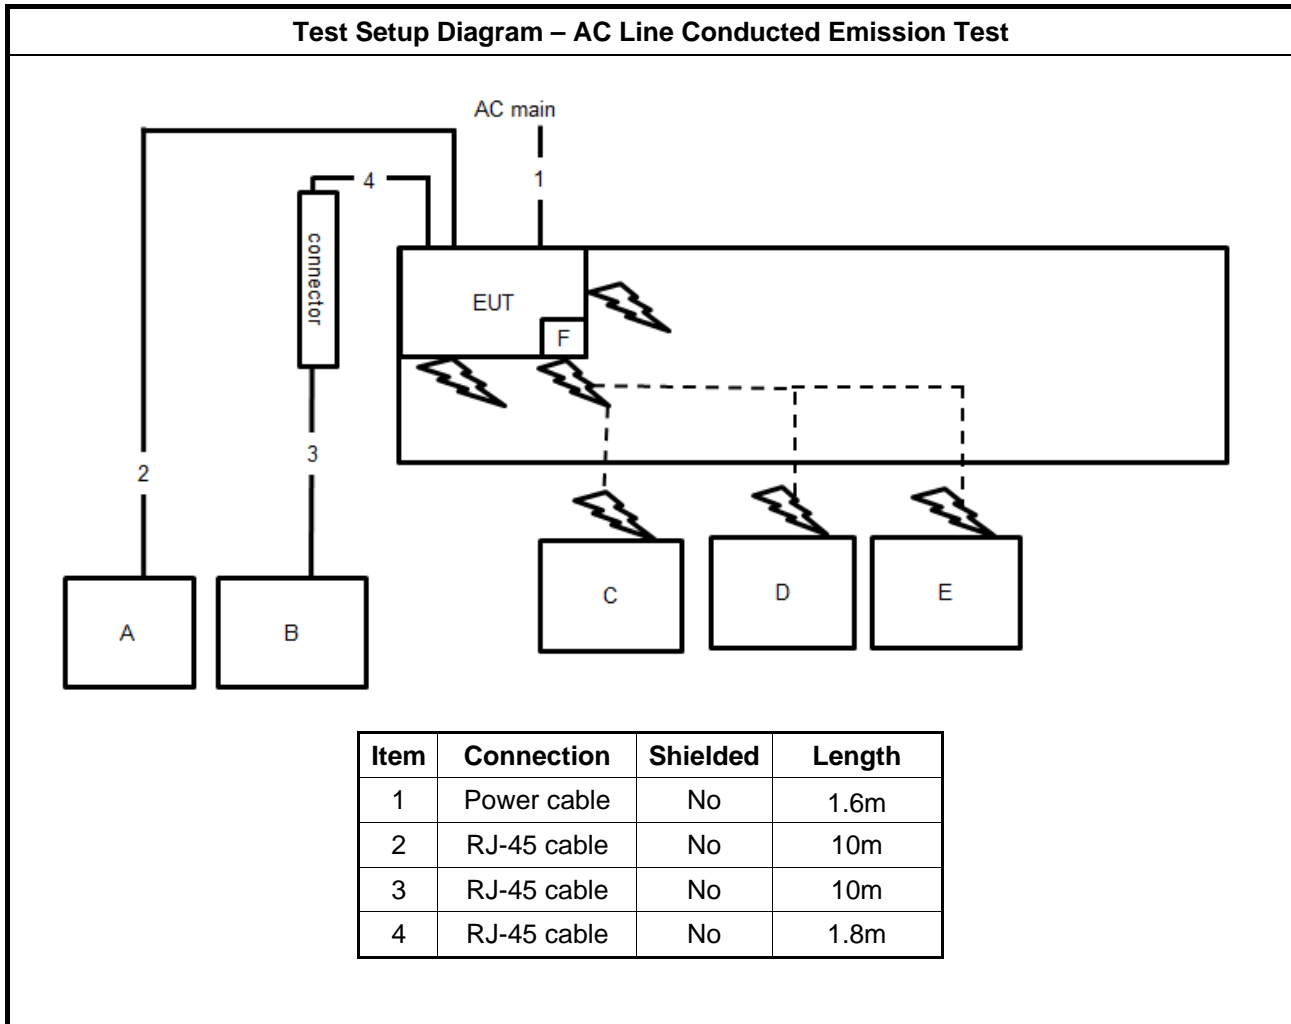 Test Setup Diagram – AC Line Conducted Emission Test
AC main
4
1
connector
EUT
F
3
2
C
D
E
A
B
Item Connection Shielded Length
1 Power cable No 1.6m
2 RJ-45 cable No 10m
3 RJ-45 cable No 10m
4 RJ-45 cable No 1.8m